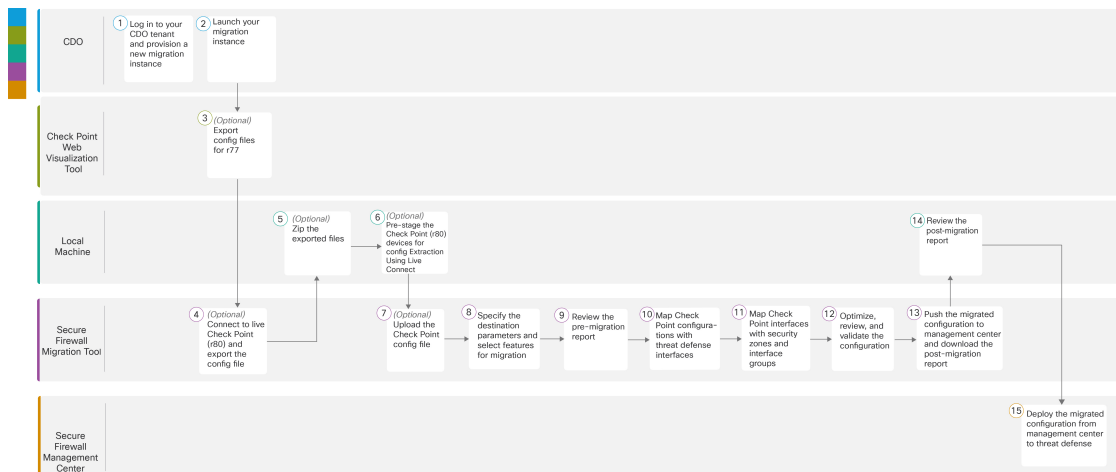 CDO
1 Log in to your
CDO tenant
and provision a
new migration
instance
2 Launch your
migration
instance
Check Point
Web
Visualization
Tool
3 (Optional)
Export
config files
for r77
Local
Machine
5 (Optional)
Zip the
exported files
6 (Optional)
Pre-stage the
Check Point (r80)
devices for
config Extraction
Using Live
Connect
14 Review the
post-migration
report
Secure
Firewall
Migration Tool
4 (Optional)
Connect to live
Check Point
(r80) and
export the
config file
7 (Optional)
Upload the
Check Point
config file
8 Specify the
destination
parameters and
select features
for migration
9 Review the
pre-migration
report
10 Map Check
Point configura-
tions with
threat defense
interfaces
11 Map Check
Point interfaces
with security
zones and
interface
groups
12 Optimize,
review, and
validate the
configuration
13 Push the migrated
configuration to
management center
and download the
post-migration
report
Secure
Firewall
Management
Center
15 Deploy the migrated
configuration from
management center
to threat defense